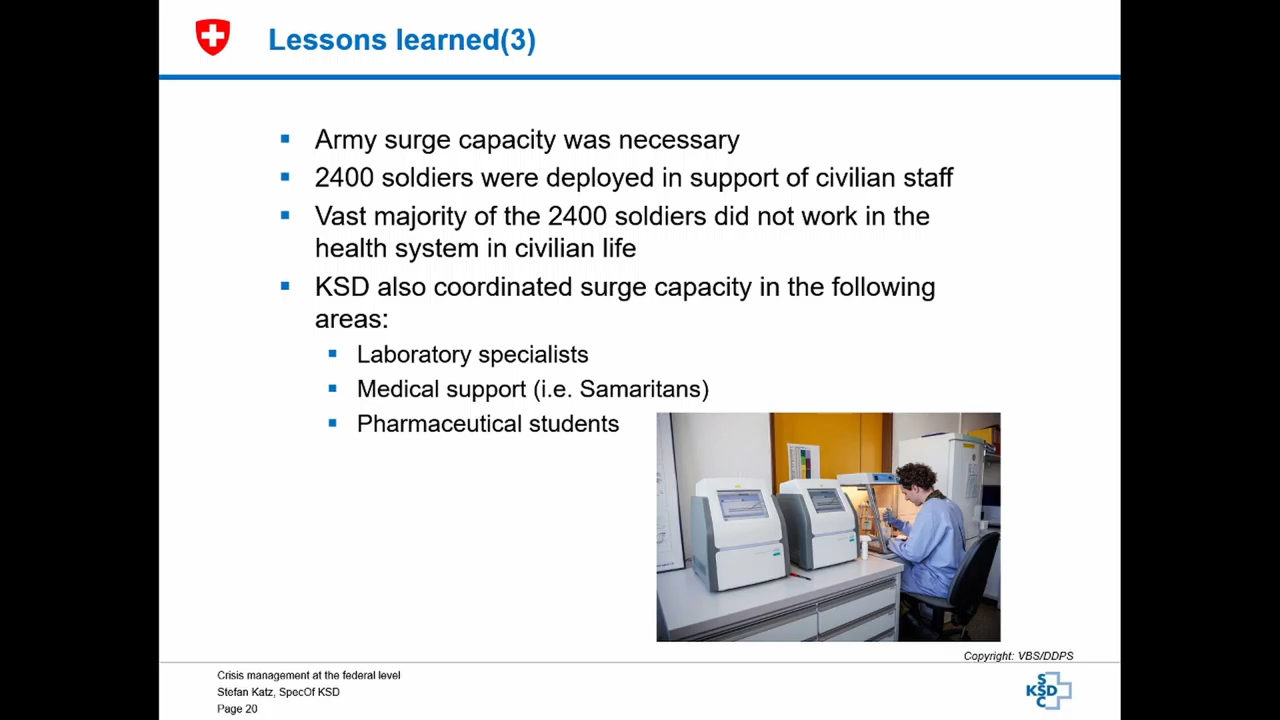 Lessons learned(3)
Army surge capacity was necessary
2400 soldiers were deployed in support of civilian staff
Vast majority of the 2400 soldiers did not work in the
health system in civilian life
KSD also coordinated surge capacity in the following
areas:
Laboratory specialists
Medical support (i.e. Samaritans)
Pharmaceutical students
Copyright: VBS/DDPS
Crisis management at the federal level
Stefan Katz, SpecOf KSD
Page 20
S
KSD
C